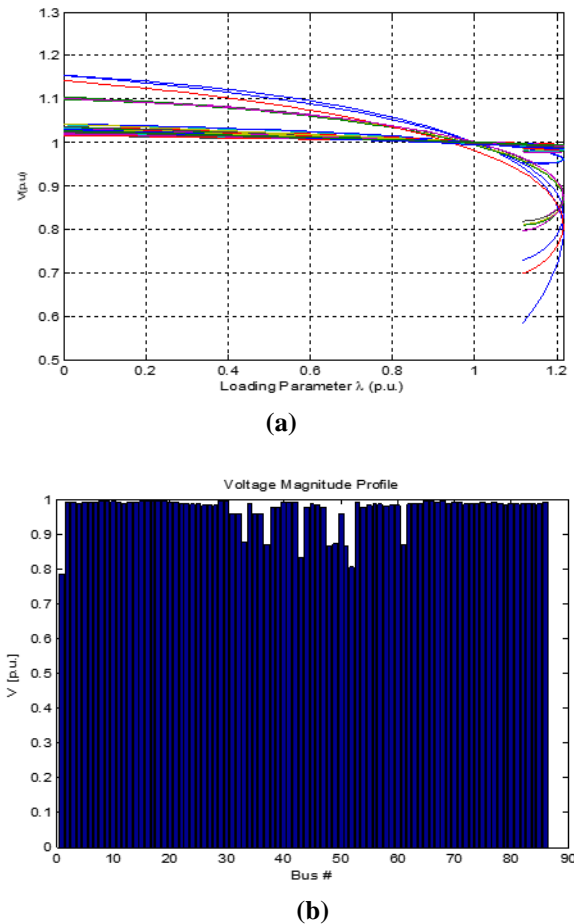 1.3
1.2
1.1
1
0.9
0.8
0.7
0.6
0.5
V(p.u)
0 0.2 0.4 0.6 0.8 1 1.2
Loading Parameter λ (p.u.)
(a)
Voltage Magnitude Profile
1
0.9
0.8
0.7
0.6
0.5
0.4
0.3
0.2
0.1
0
V [p.u.]
0 10 20 30 40 50 60 70 80 90
Bus #
(b)